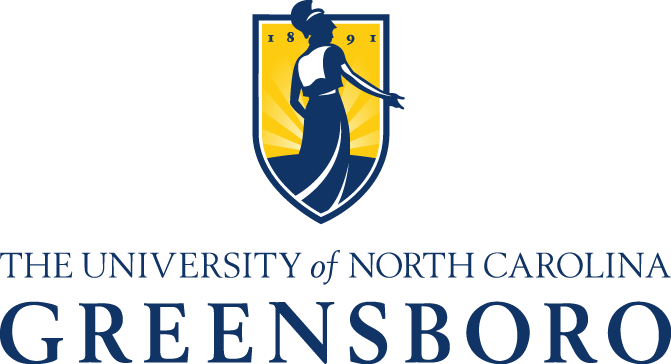 1891
THE UNIVERSITY of NORTH CAROLINA
GREENSBORO